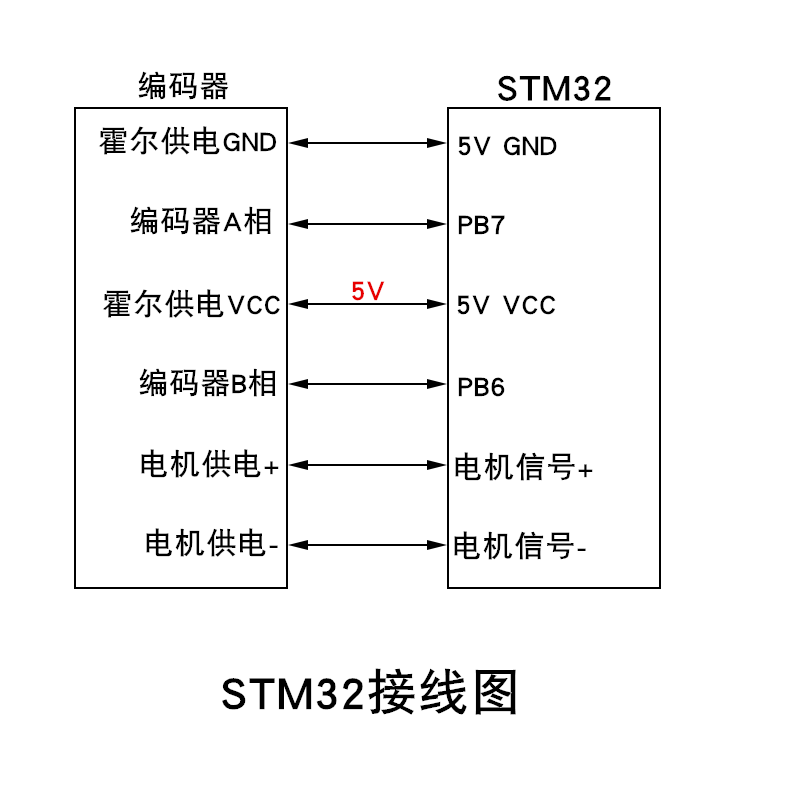 编码器
STM32
霍尔供电GND
5V GND
编码器A相
PB7
霍尔供电VCC
5V
5V VCC
编码器B相
PB6
电机供电+
电机信号+
电机供电-
电机信号-
STM32接线图